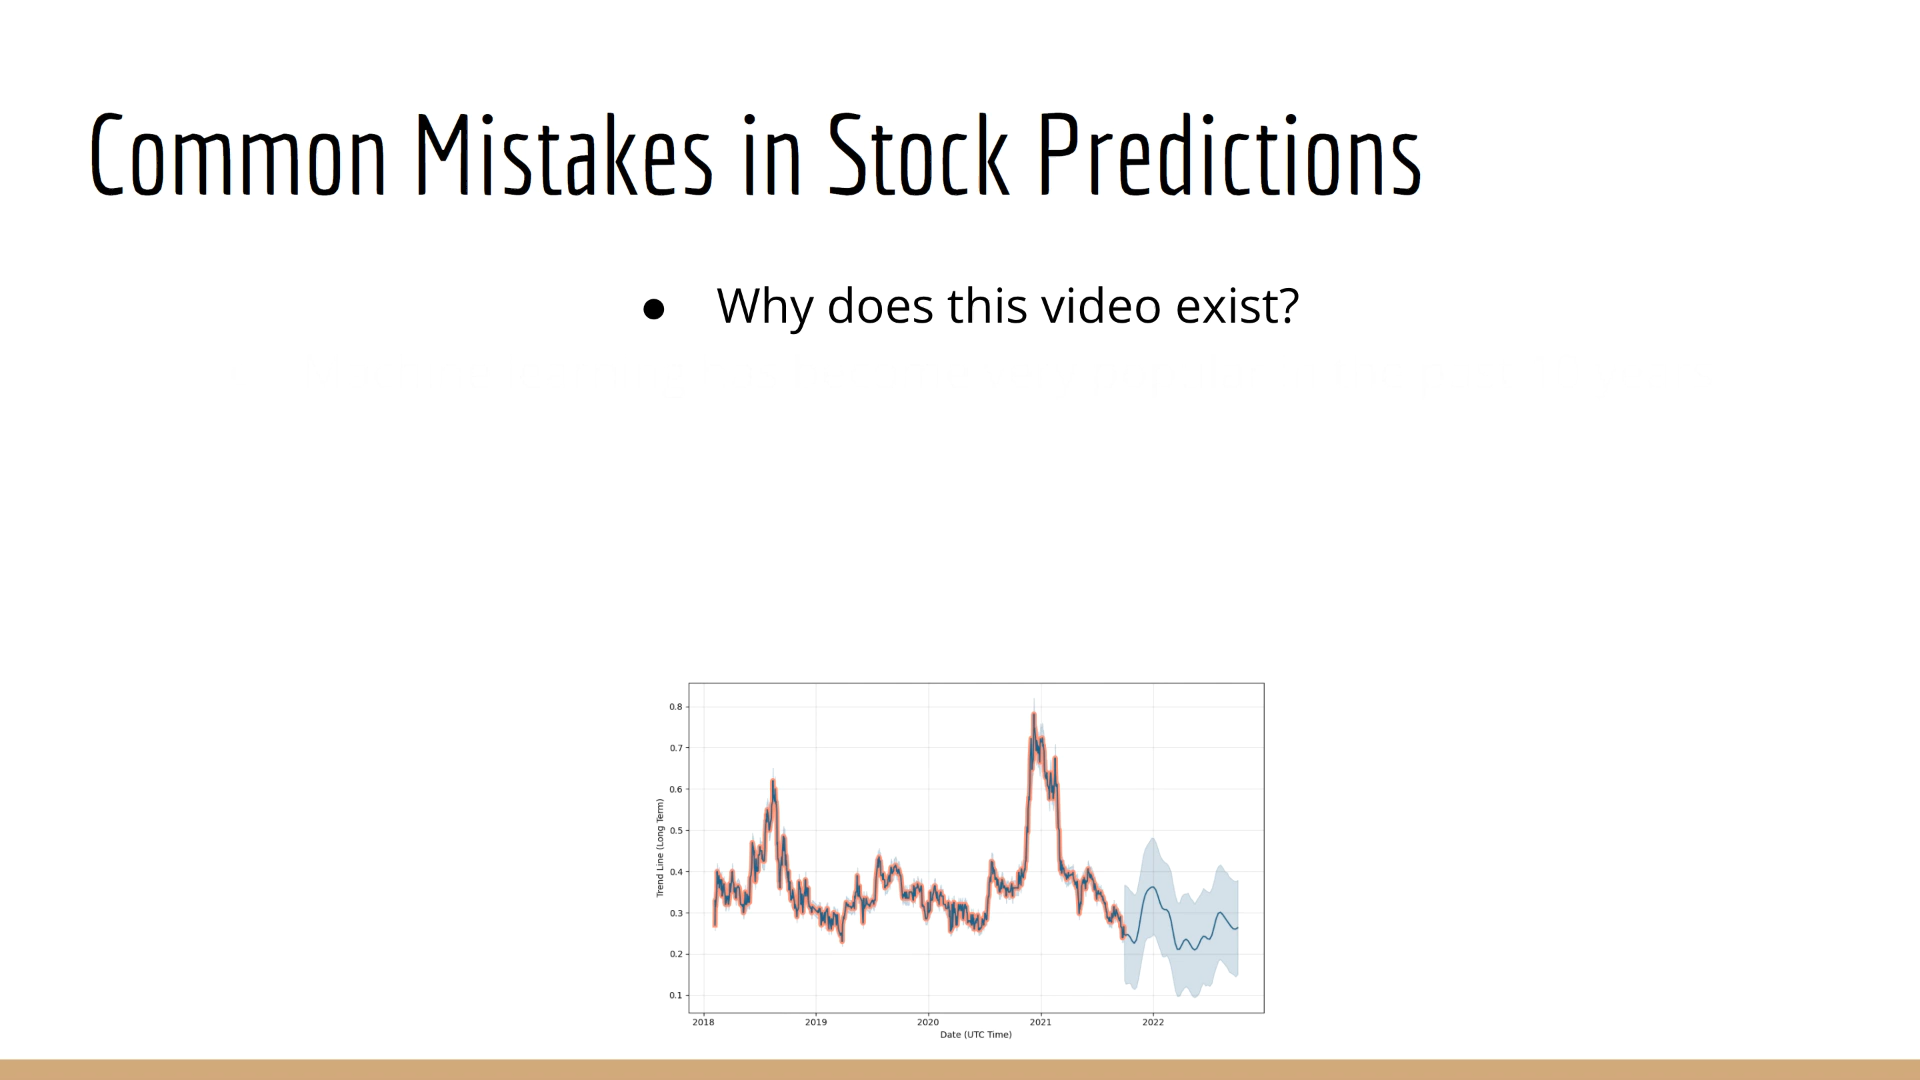 Common Mistakes in Stock Predictions
● Why does this video exist?
0.8
0.7
0.6
0.5
0.4
0.3
0.2
0.1
Trend Line (Long Term)
2018 2019 2020 2021 2022
Date (UTC Time)